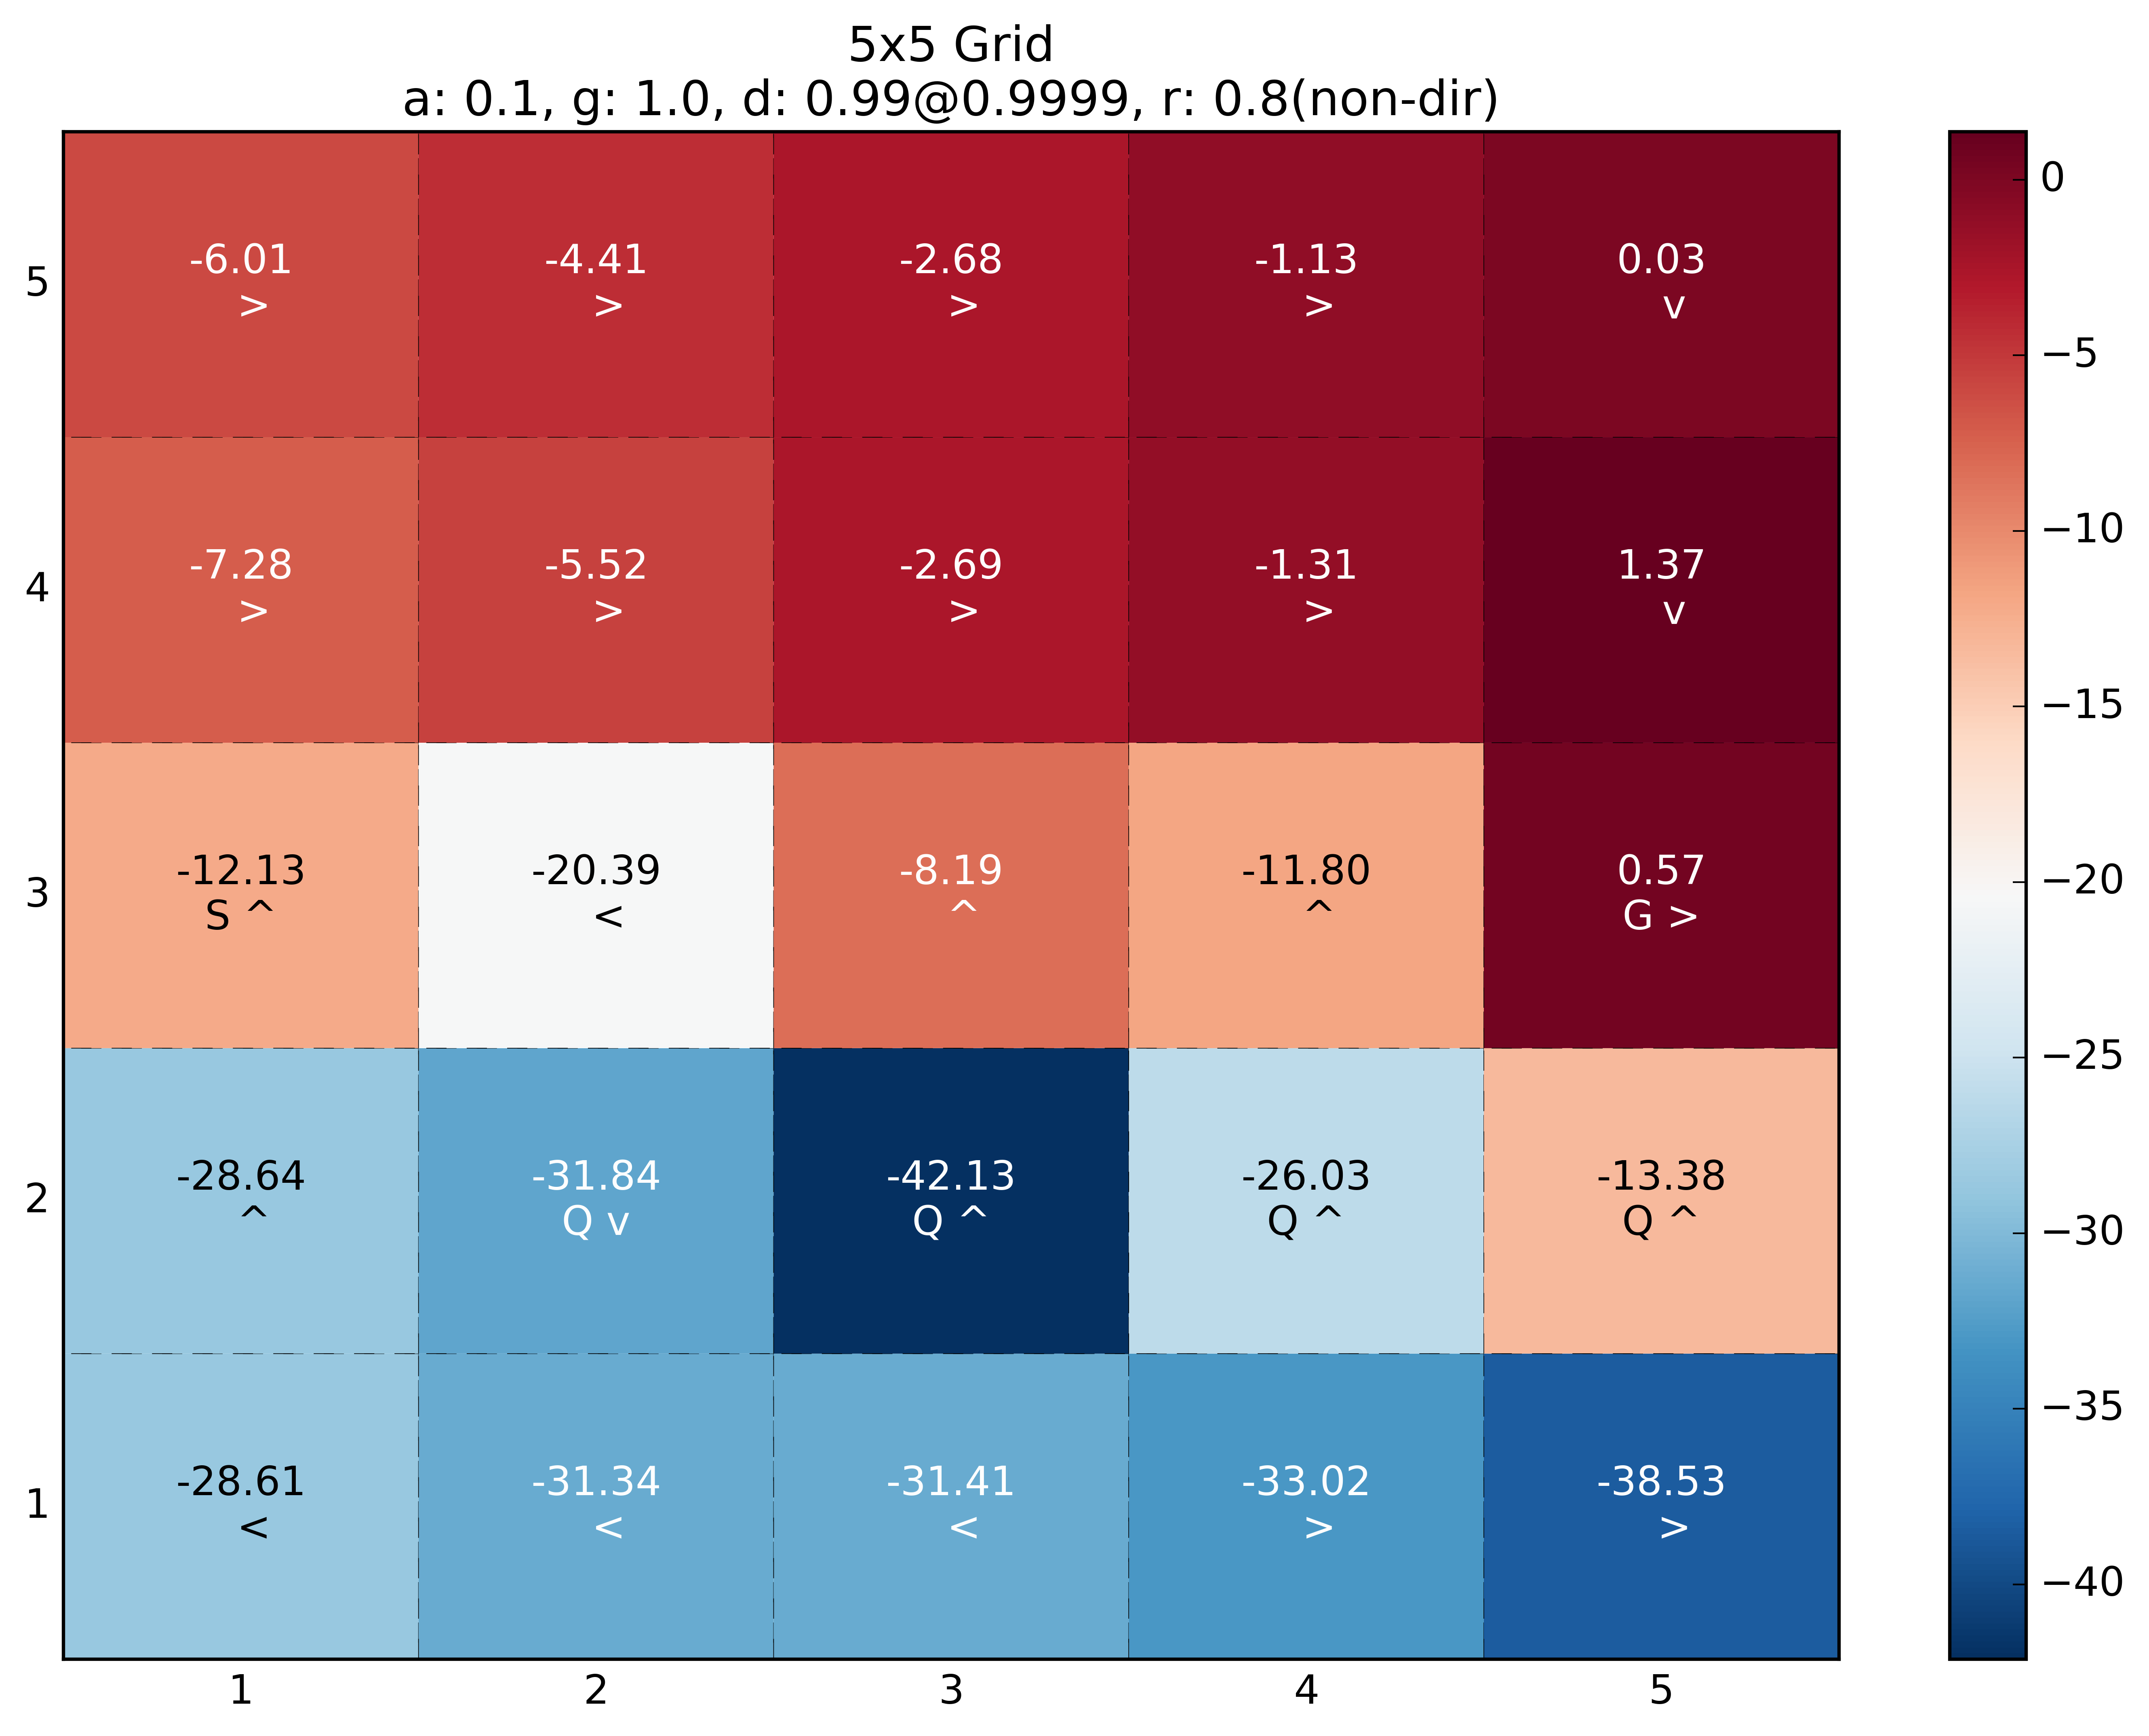 5x5 Grid
a: 0.1, g: 1.0, d: 0.99@0.9999, r: 0.8(non-dir)
5
-6.01 -4.41 -2.68 -1.13 0.03
> > > > v
4
-7.28 -5.52 -2.69 -1.31 1.37
> > > > v
3
-12.13 -20.39 -8.19 -11.80 0.57
S ^ < ^ ^ G >
2
-28.64 -31.84 -42.13 -26.03 -13.38
^ Q v Q ^ Q ^ Q ^
1
-28.61 -31.34 -31.41 -33.02 -38.53
< < < > >
1 2 3 4 5
0
−5
−10
−15
−20
−25
−30
−35
−40